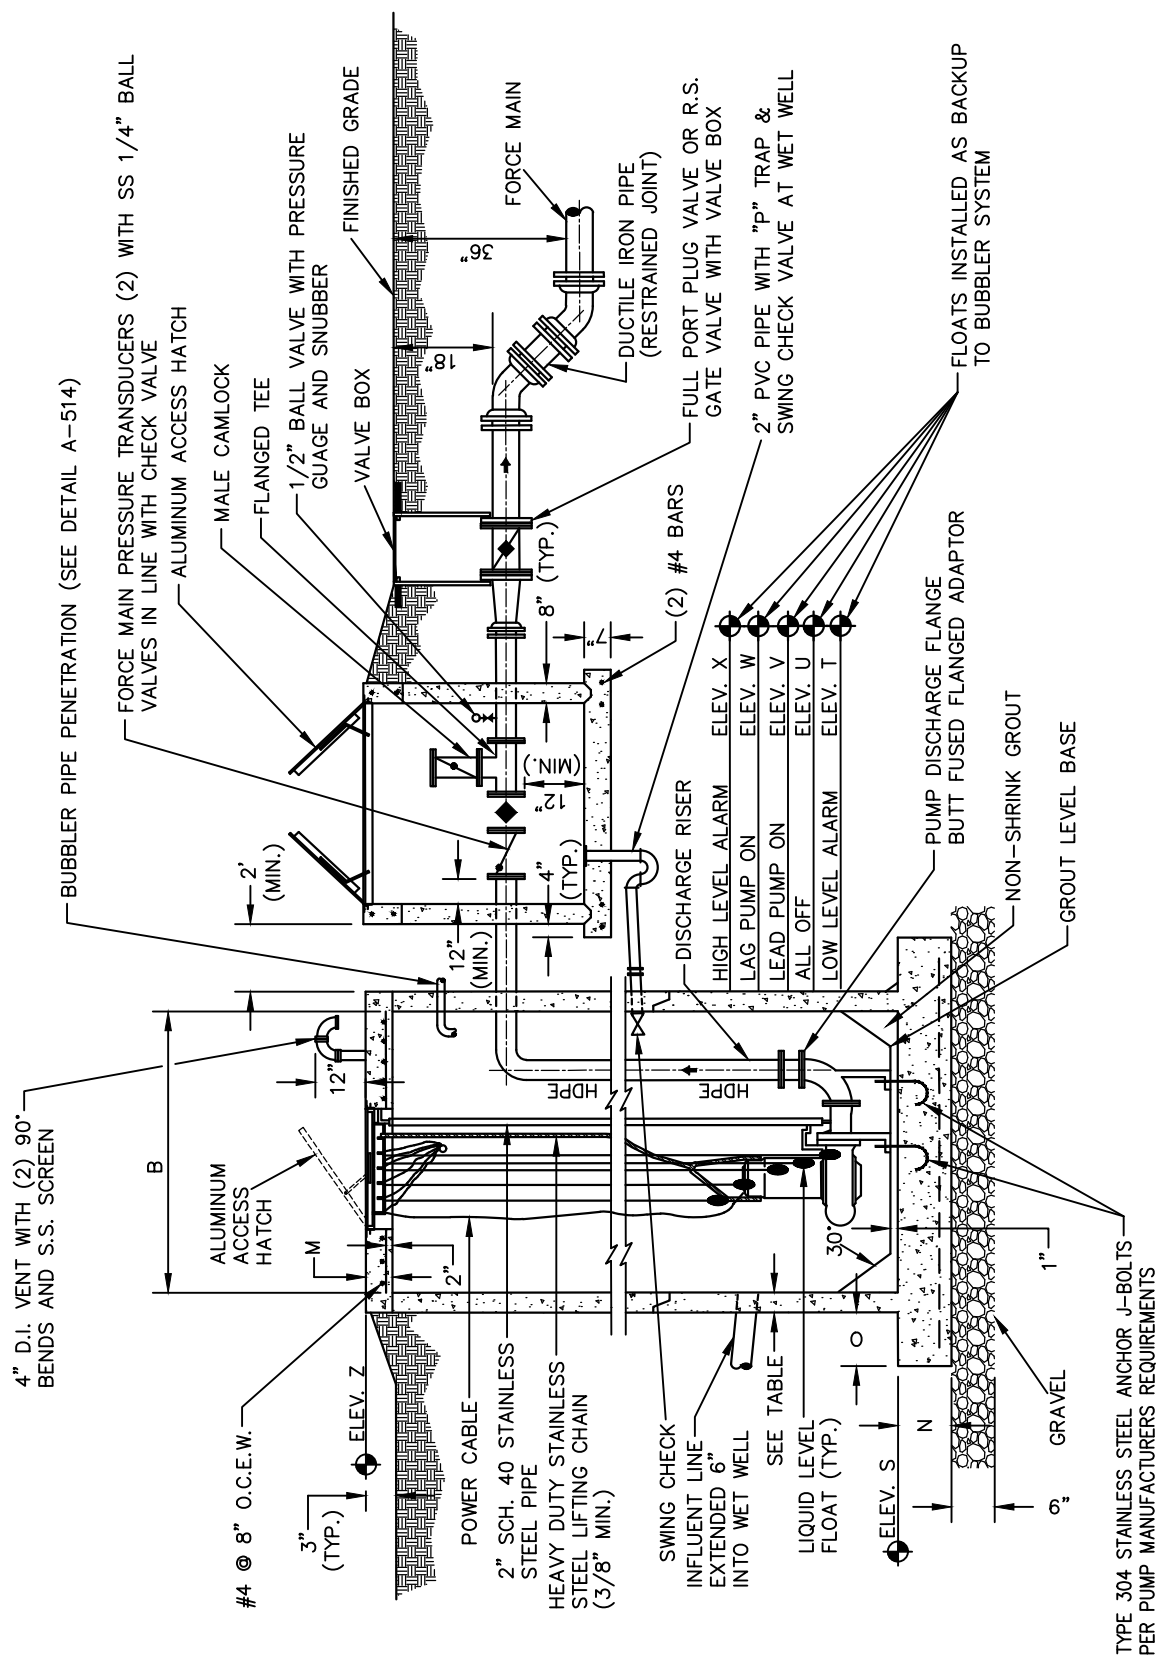 4" D.I. VENT WITH (2) 90°
BENDS AND S.S. SCREEN
BUBBLER PIPE PENETRATION (SEE DETAIL A-514)
FORCE MAIN PRESSURE TRANSDUCERS (2) WITH SS 1/4" BALL
VALVES IN LINE WITH CHECK VALVE
ALUMINUM ACCESS HATCH
MALE CAMLOCK
FLANGED TEE
1/2" BALL VALVE WITH PRESSURE
GUAGE AND SNUBBER
VALVE BOX
FINISHED GRADE
#4 @ 8" O.C.E.W.
ALUMINUM
ACCESS
HATCH
B
12"
2'
(MIN.)
M
2"
3"
(TYP.)
ELEV. Z
POWER CABLE
2" SCH. 40 STAINLESS
STEEL PIPE
HEAVY DUTY STAINLESS
STEEL LIFTING CHAIN
(3/8" MIN.)
12"
(MIN.)
4"
(TYP.)
12"
(MIN.)
8"
(TYP.)
7"
18"
36"
FORCE MAIN
DUCTILE IRON PIPE
(RESTRAINED JOINT)
FULL PORT PLUG VALVE OR R.S.
GATE VALVE WITH VALVE BOX
(2) #4 BARS
2" PVC PIPE WITH "P" TRAP &
SWING CHECK VALVE AT WET WELL
HDPE
HDPE
SWING CHECK
INFLUENT LINE
EXTENDED 6"
INTO WET WELL
SEE TABLE
LIQUID LEVEL
FLOAT (TYP.)
DISCHARGE RISER
HIGH LEVEL ALARM ELEV. X
LAG PUMP ON ELEV. W
LEAD PUMP ON ELEV. V
ALL OFF ELEV. U
LOW LEVEL ALARM ELEV. T
FLOATS INSTALLED AS BACKUP
TO BUBBLER SYSTEM
PUMP DISCHARGE FLANGE
BUTT FUSED FLANGED ADAPTOR
NON-SHRINK GROUT
GROUT LEVEL BASE
30°
O
ELEV. S
N
1"
6"
GRAVEL
TYPE 304 STAINLESS STEEL ANCHOR J-BOLTS
PER PUMP MANUFACTURERS REQUIREMENTS